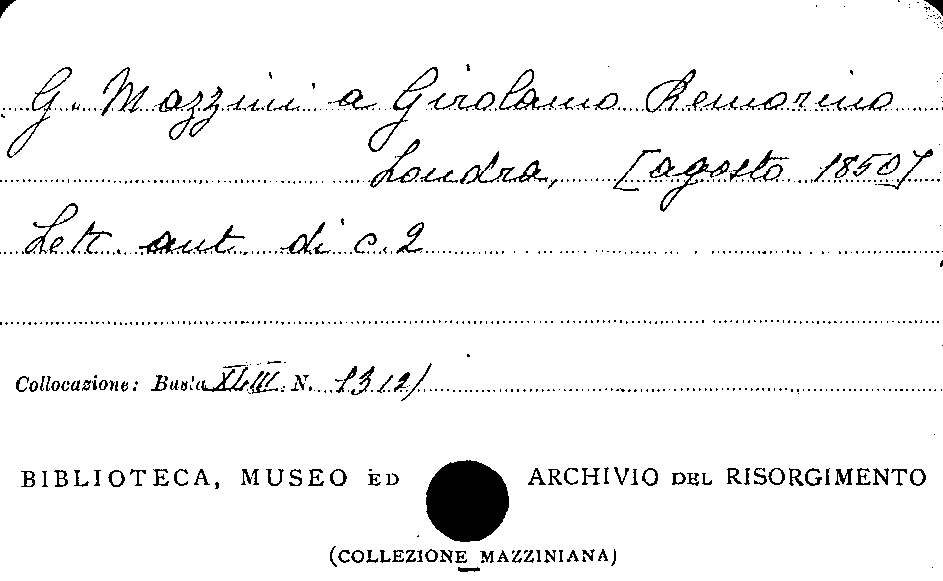 G. Mazzini a Girolamo Remorino
Londra, [agosto 1850]
Lett. aut. di c. 2
Collocazione: Busta XLIII N. 13121
BIBLIOTECA, MUSEO ED ARCHIVIO DEL RISORGIMENTO
(COLLEZIONE MAZZINIANA)